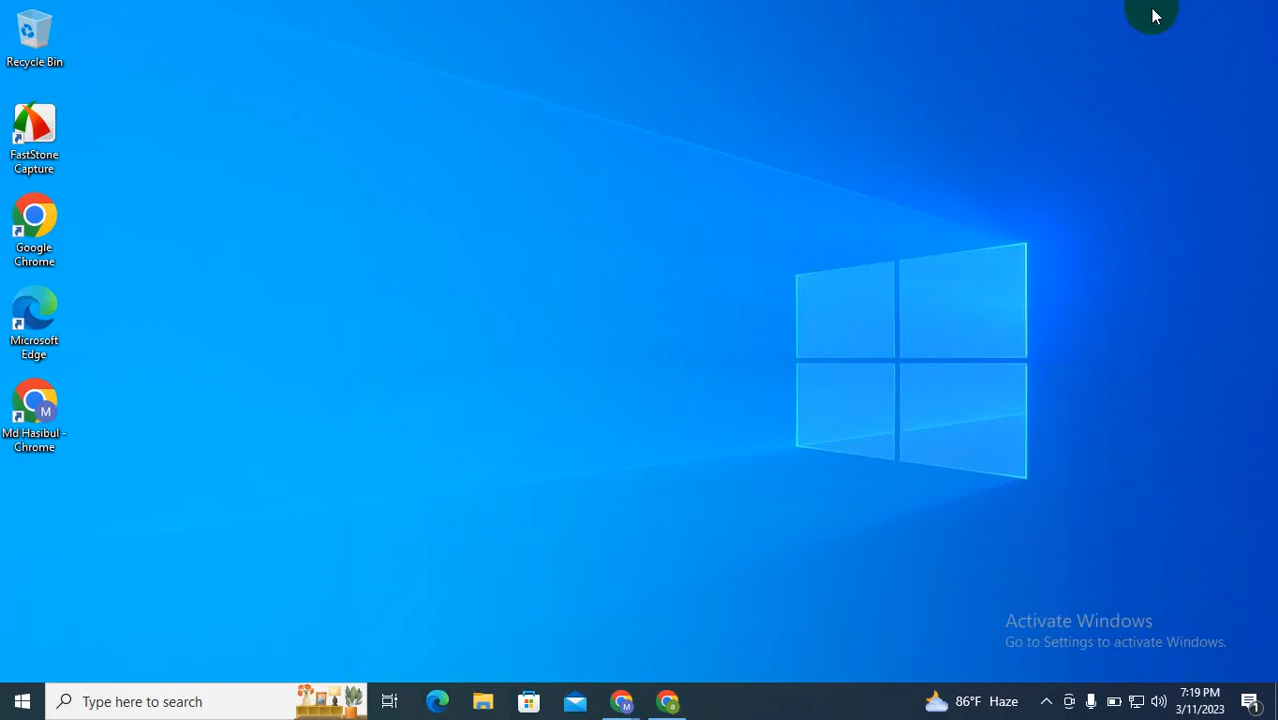 Recycle Bin
FastStone
Capture
Google
Chrome
Microsoft
Edge
M
Md Hasibul -
Chrome
Activate Windows
Go to Settings to activate Windows.
Type here to search
M
a
86°F Haze
7:19 PM
3/11/2023
1